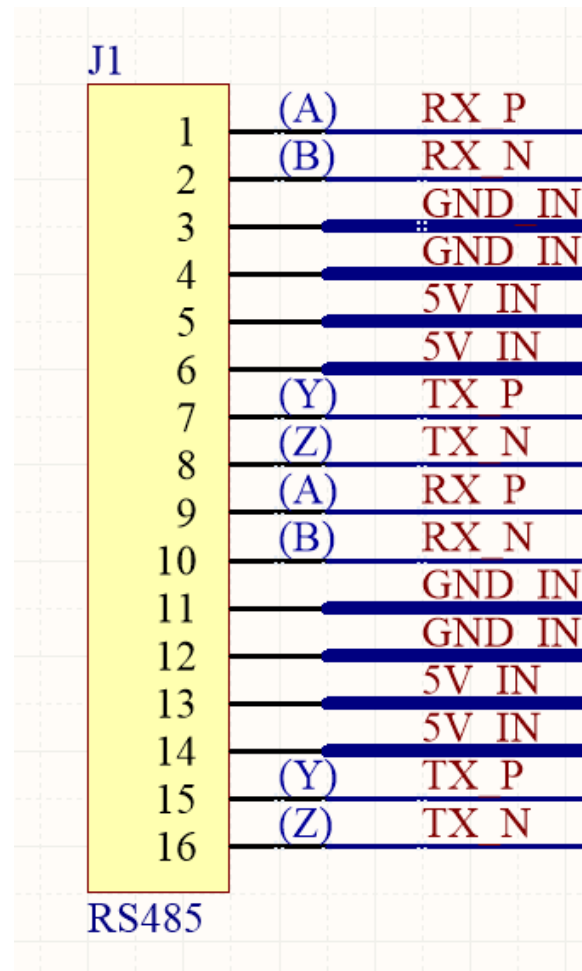 J1
1 (A) RX_P
2 (B) RX_N
3 GND_IN
4 GND_IN
5 5V_IN
6 5V_IN
7 (Y) TX_P
8 (Z) TX_N
9 (A) RX_P
10 (B) RX_N
11 GND_IN
12 GND_IN
13 5V_IN
14 5V_IN
15 (Y) TX_P
16 (Z) TX_N
RS485